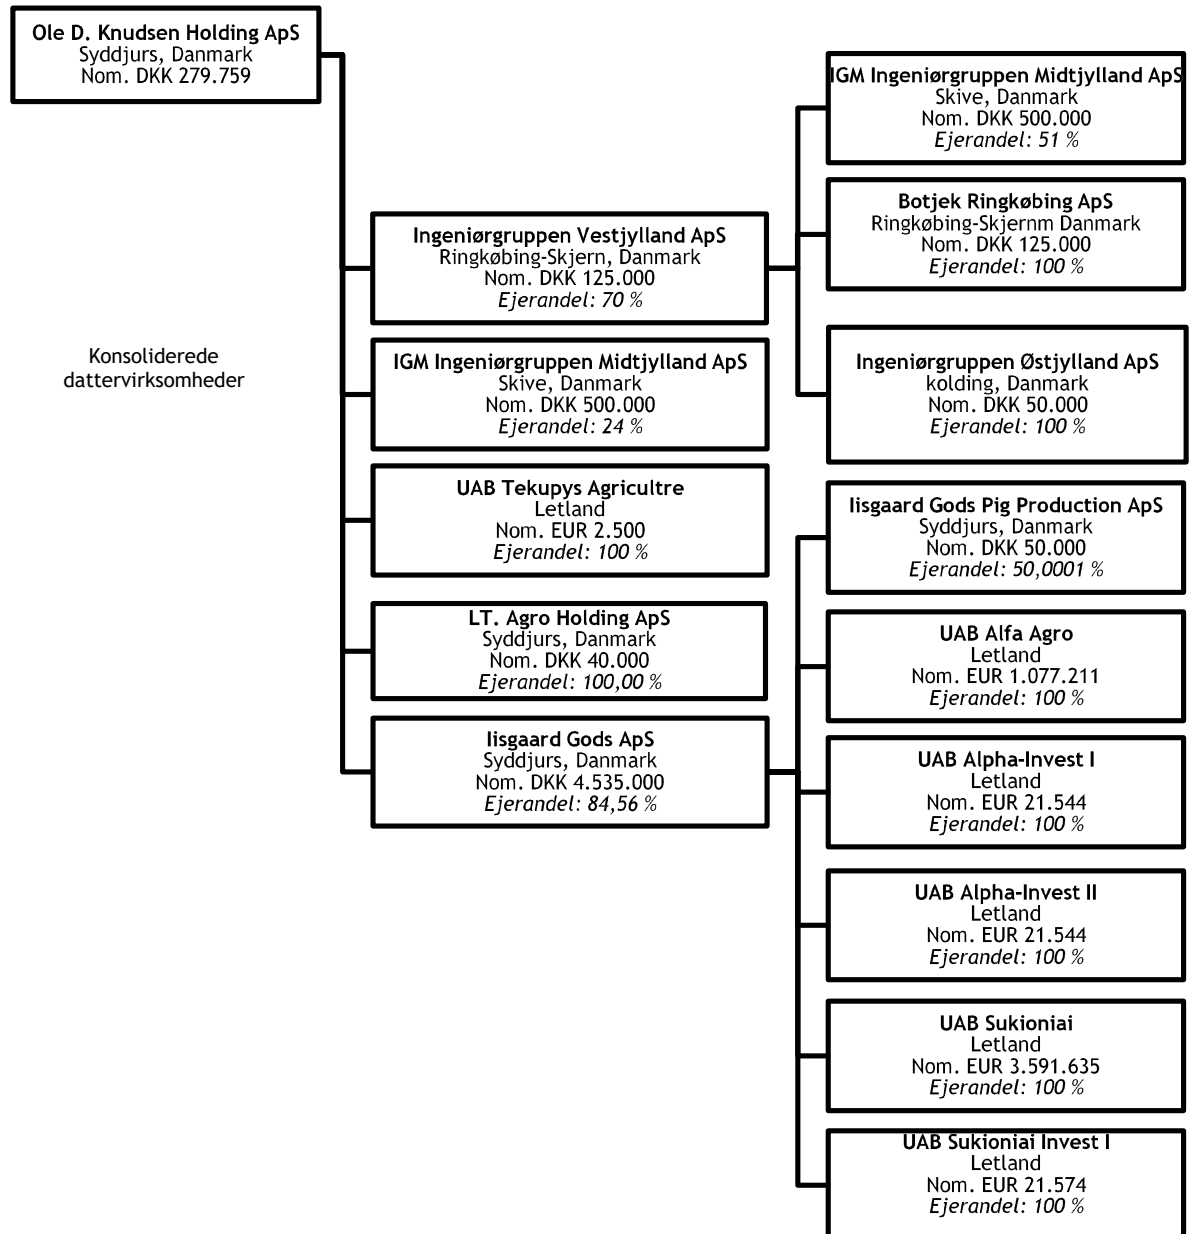 Ole D. Knudsen Holding ApS
Syddjurs, Danmark
Nom. DKK 279.759
Konsoliderede
dattervirksomheder
Ingeniørgruppen Vestjylland ApS
Ringkøbing-Skjern, Danmark
Nom. DKK 125.000
Ejerandel: 70 %
IGM Ingeniørgruppen Midtjylland ApS
Skive, Danmark
Nom. DKK 500.000
Ejerandel: 24 %
UAB Tekupys Agricultre
Letland
Nom. EUR 2.500
Ejerandel: 100 %
LT. Agro Holding ApS
Syddjurs, Danmark
Nom. DKK 40.000
Ejerandel: 100,00 %
Iisgaard Gods ApS
Syddjurs, Danmark
Nom. DKK 4.535.000
Ejerandel: 84,56 %
IGM Ingeniørgruppen Midtjylland ApS
Skive, Danmark
Nom. DKK 500.000
Ejerandel: 51 %
Botjek Ringkøbing ApS
Ringkøbing-Skjernm Danmark
Nom. DKK 125.000
Ejerandel: 100 %
Ingeniørgruppen Østjylland ApS
kolding, Danmark
Nom. DKK 50.000
Ejerandel: 100 %
Iisgaard Gods Pig Production ApS
Syddjurs, Danmark
Nom. DKK 50.000
Ejerandel: 50,0001 %
UAB Alfa Agro
Letland
Nom. EUR 1.077.211
Ejerandel: 100 %
UAB Alpha-Invest I
Letland
Nom. EUR 21.544
Ejerandel: 100 %
UAB Alpha-Invest II
Letland
Nom. EUR 21.544
Ejerandel: 100 %
UAB Sukioniai
Letland
Nom. EUR 3.591.635
Ejerandel: 100 %
UAB Sukioniai Invest I
Letland
Nom. EUR 21.574
Ejerandel: 100 %